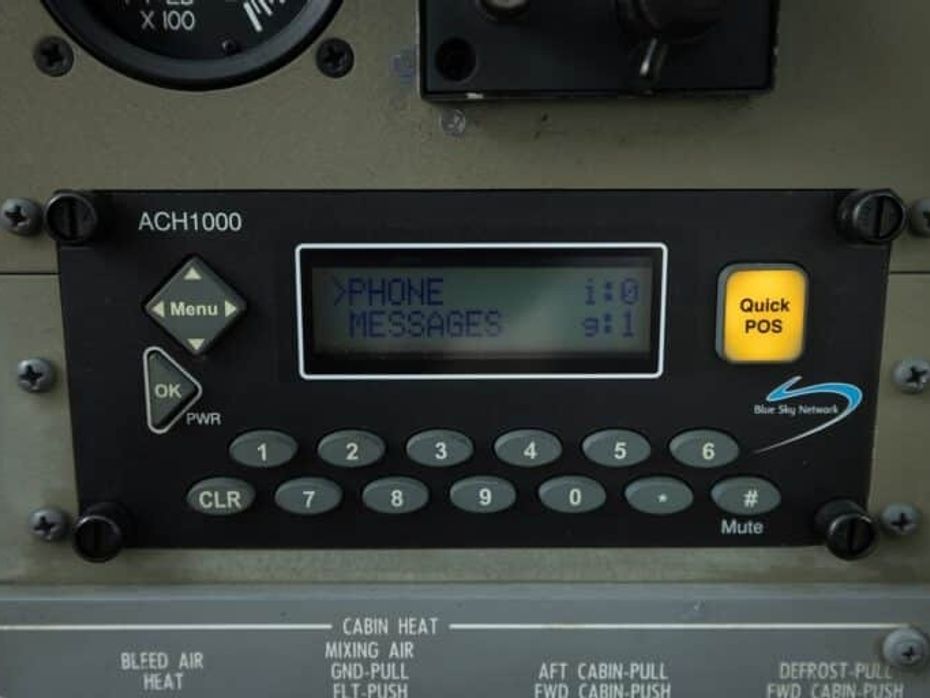 X 100
ACH1000
Menu
>PHONE i:0
MESSAGES g:1
Quick
POS
OK
PWR
Blue Sky Network
1 2 3 4 5 6
CLR 7 8 9 0 * #
Mute
CABIN HEAT
BLEED AIR
HEAT
MIXING AIR
GND-PULL
FLT-PUSH
AFT CABIN-PULL
FWD CABIN-PUSH
DEFROST-PULL
FWD CABIN-PUSH